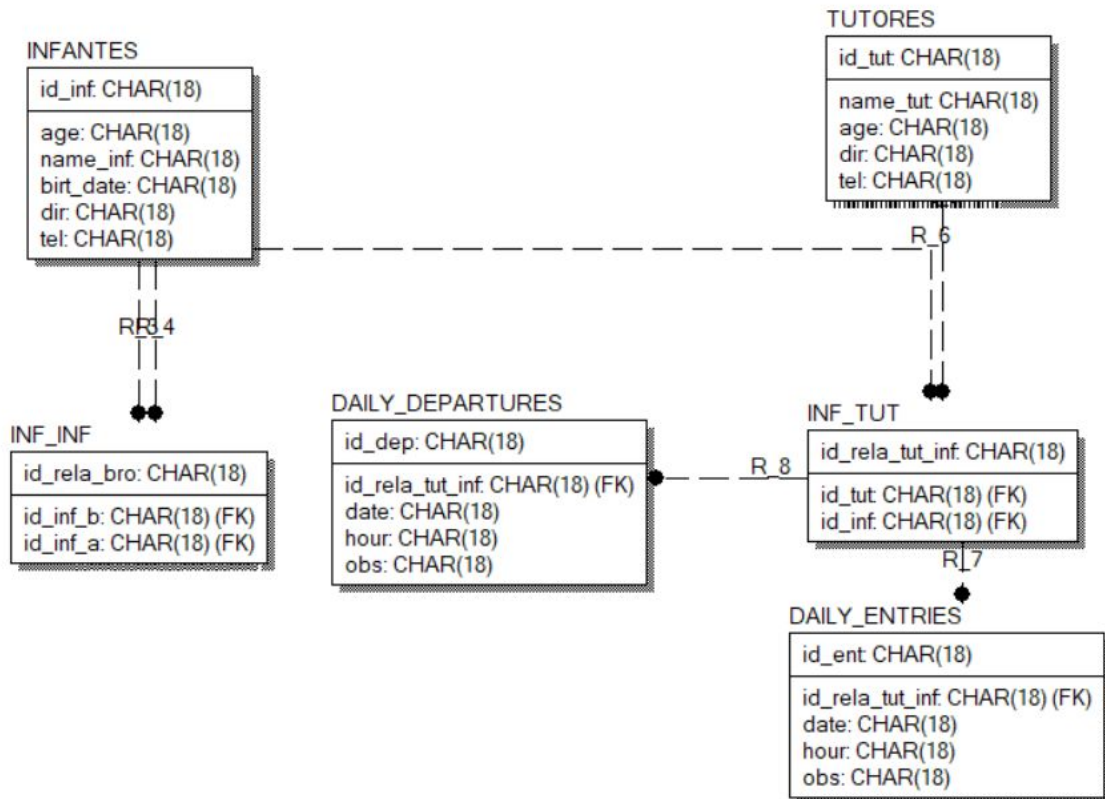 INFANTES
id_inf: CHAR(18)
age: CHAR(18)
name_inf: CHAR(18)
birt_date: CHAR(18)
dir: CHAR(18)
tel: CHAR(18)
TUTORES
id_tut: CHAR(18)
name_tut: CHAR(18)
age: CHAR(18)
dir: CHAR(18)
tel: CHAR(18)
R_6
R_4
INF_INF
id_rela_bro: CHAR(18)
id_inf_b: CHAR(18) (FK)
id_inf_a: CHAR(18) (FK)
DAILY_DEPARTURES
id_dep: CHAR(18)
id_rela_tut_inf: CHAR(18) (FK)
date: CHAR(18)
hour: CHAR(18)
obs: CHAR(18)
R_8
INF_TUT
id_rela_tut_inf: CHAR(18)
id_tut: CHAR(18) (FK)
id_inf: CHAR(18) (FK)
R_7
DAILY_ENTRIES
id_ent: CHAR(18)
id_rela_tut_inf: CHAR(18) (FK)
date: CHAR(18)
hour: CHAR(18)
obs: CHAR(18)